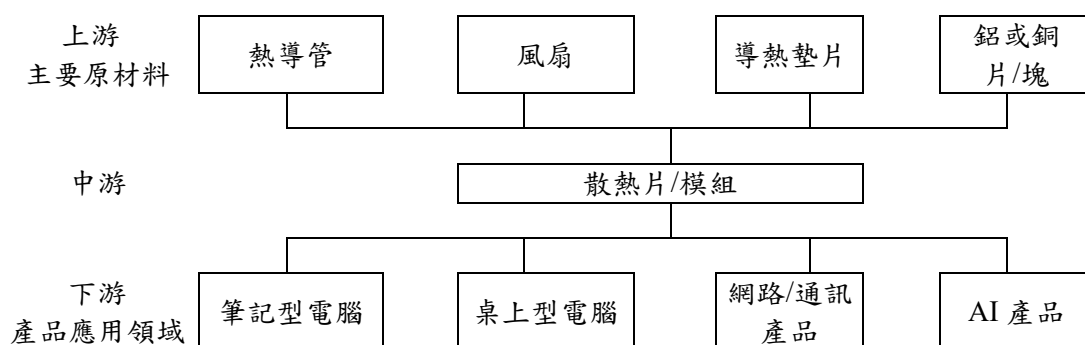 上游
主要原材料
熱導管
風扇
導熱墊片
鋁或銅
片/塊
中游
散熱片/模組
下游
產品應用領域
筆記型電腦
桌上型電腦
網路/通訊
產品
AI 產品